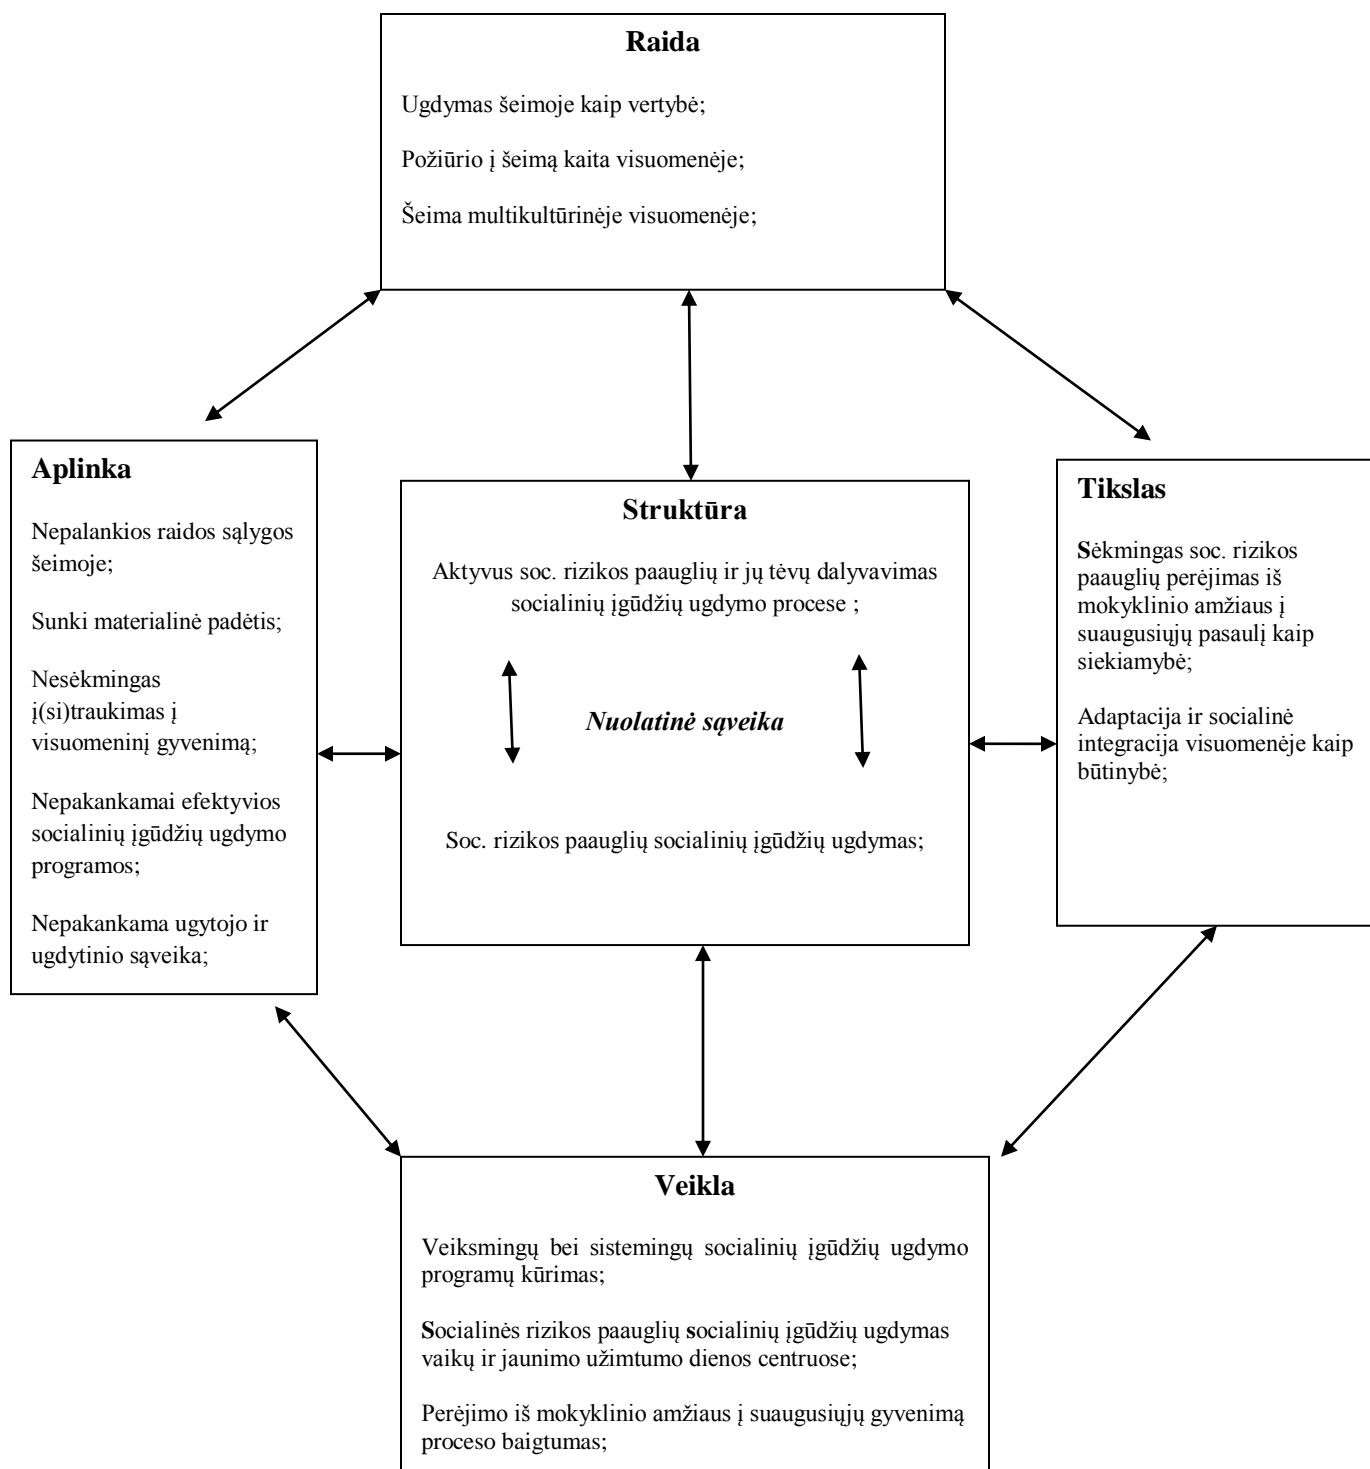 Raida
Ugdymas šeimoje kaip vertybė;
Požiūrio į šeimą kaita visuomenėje;
Šeima multikultūrinėje visuomenėje;
Aplinka
Nepalankios raidos sąlygos
šeimoje;
Sunki materialinė padėtis;
Nesėkmingas
į(si)traukimas į
visuomeninį gyvenimą;
Nepakankamai efektyvios
socialinių įgūdžių ugdymo
programos;
Nepakankama ugytojo ir
ugdytinio sąveika;
Struktūra
Aktyvus soc. rizikos paauglių ir jų tėvų dalyvavimas
socialinių įgūdžių ugdymo procese ;
Nuolatinė sąveika
Soc. rizikos paauglių socialinių įgūdžių ugdymas;
Tikslas
Sėkmingas soc. rizikos
paauglių perėjimas iš
mokyklinio amžiaus į
suaugusiųjų pasaulį kaip
siekiamybė;
Adaptacija ir socialinė
integracija visuomenėje kaip
būtinybė;
Veikla
Veiksmingų bei sistemingų socialinių įgūdžių ugdymo
programų kūrimas;
Socialinės rizikos paauglių socialinių įgūdžių ugdymas
vaikų ir jaunimo užimtumo dienos centruose;
Perėjimo iš mokyklinio amžiaus į suaugusiųjų gyvenimą
proceso baigtumas;